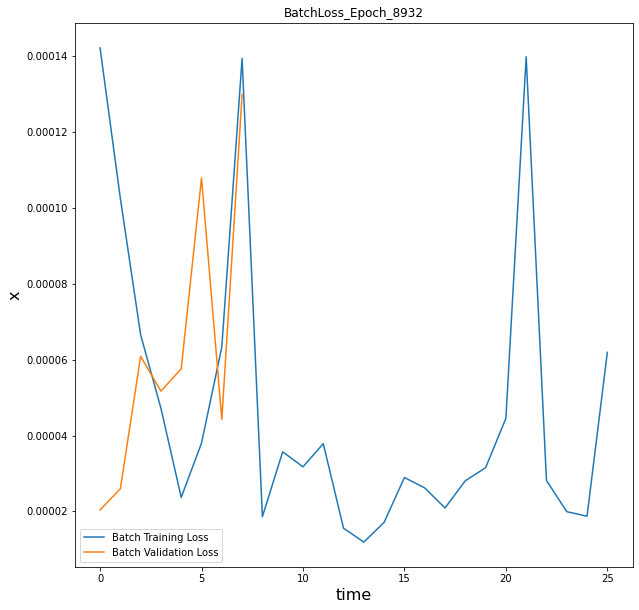 BatchLoss_Epoch_8932
0.00014
0.00012
0.00010
0.00008
0.00006
0.00004
0.00002
x
Batch Training Loss
Batch Validation Loss
0 5 10 15 20 25
time